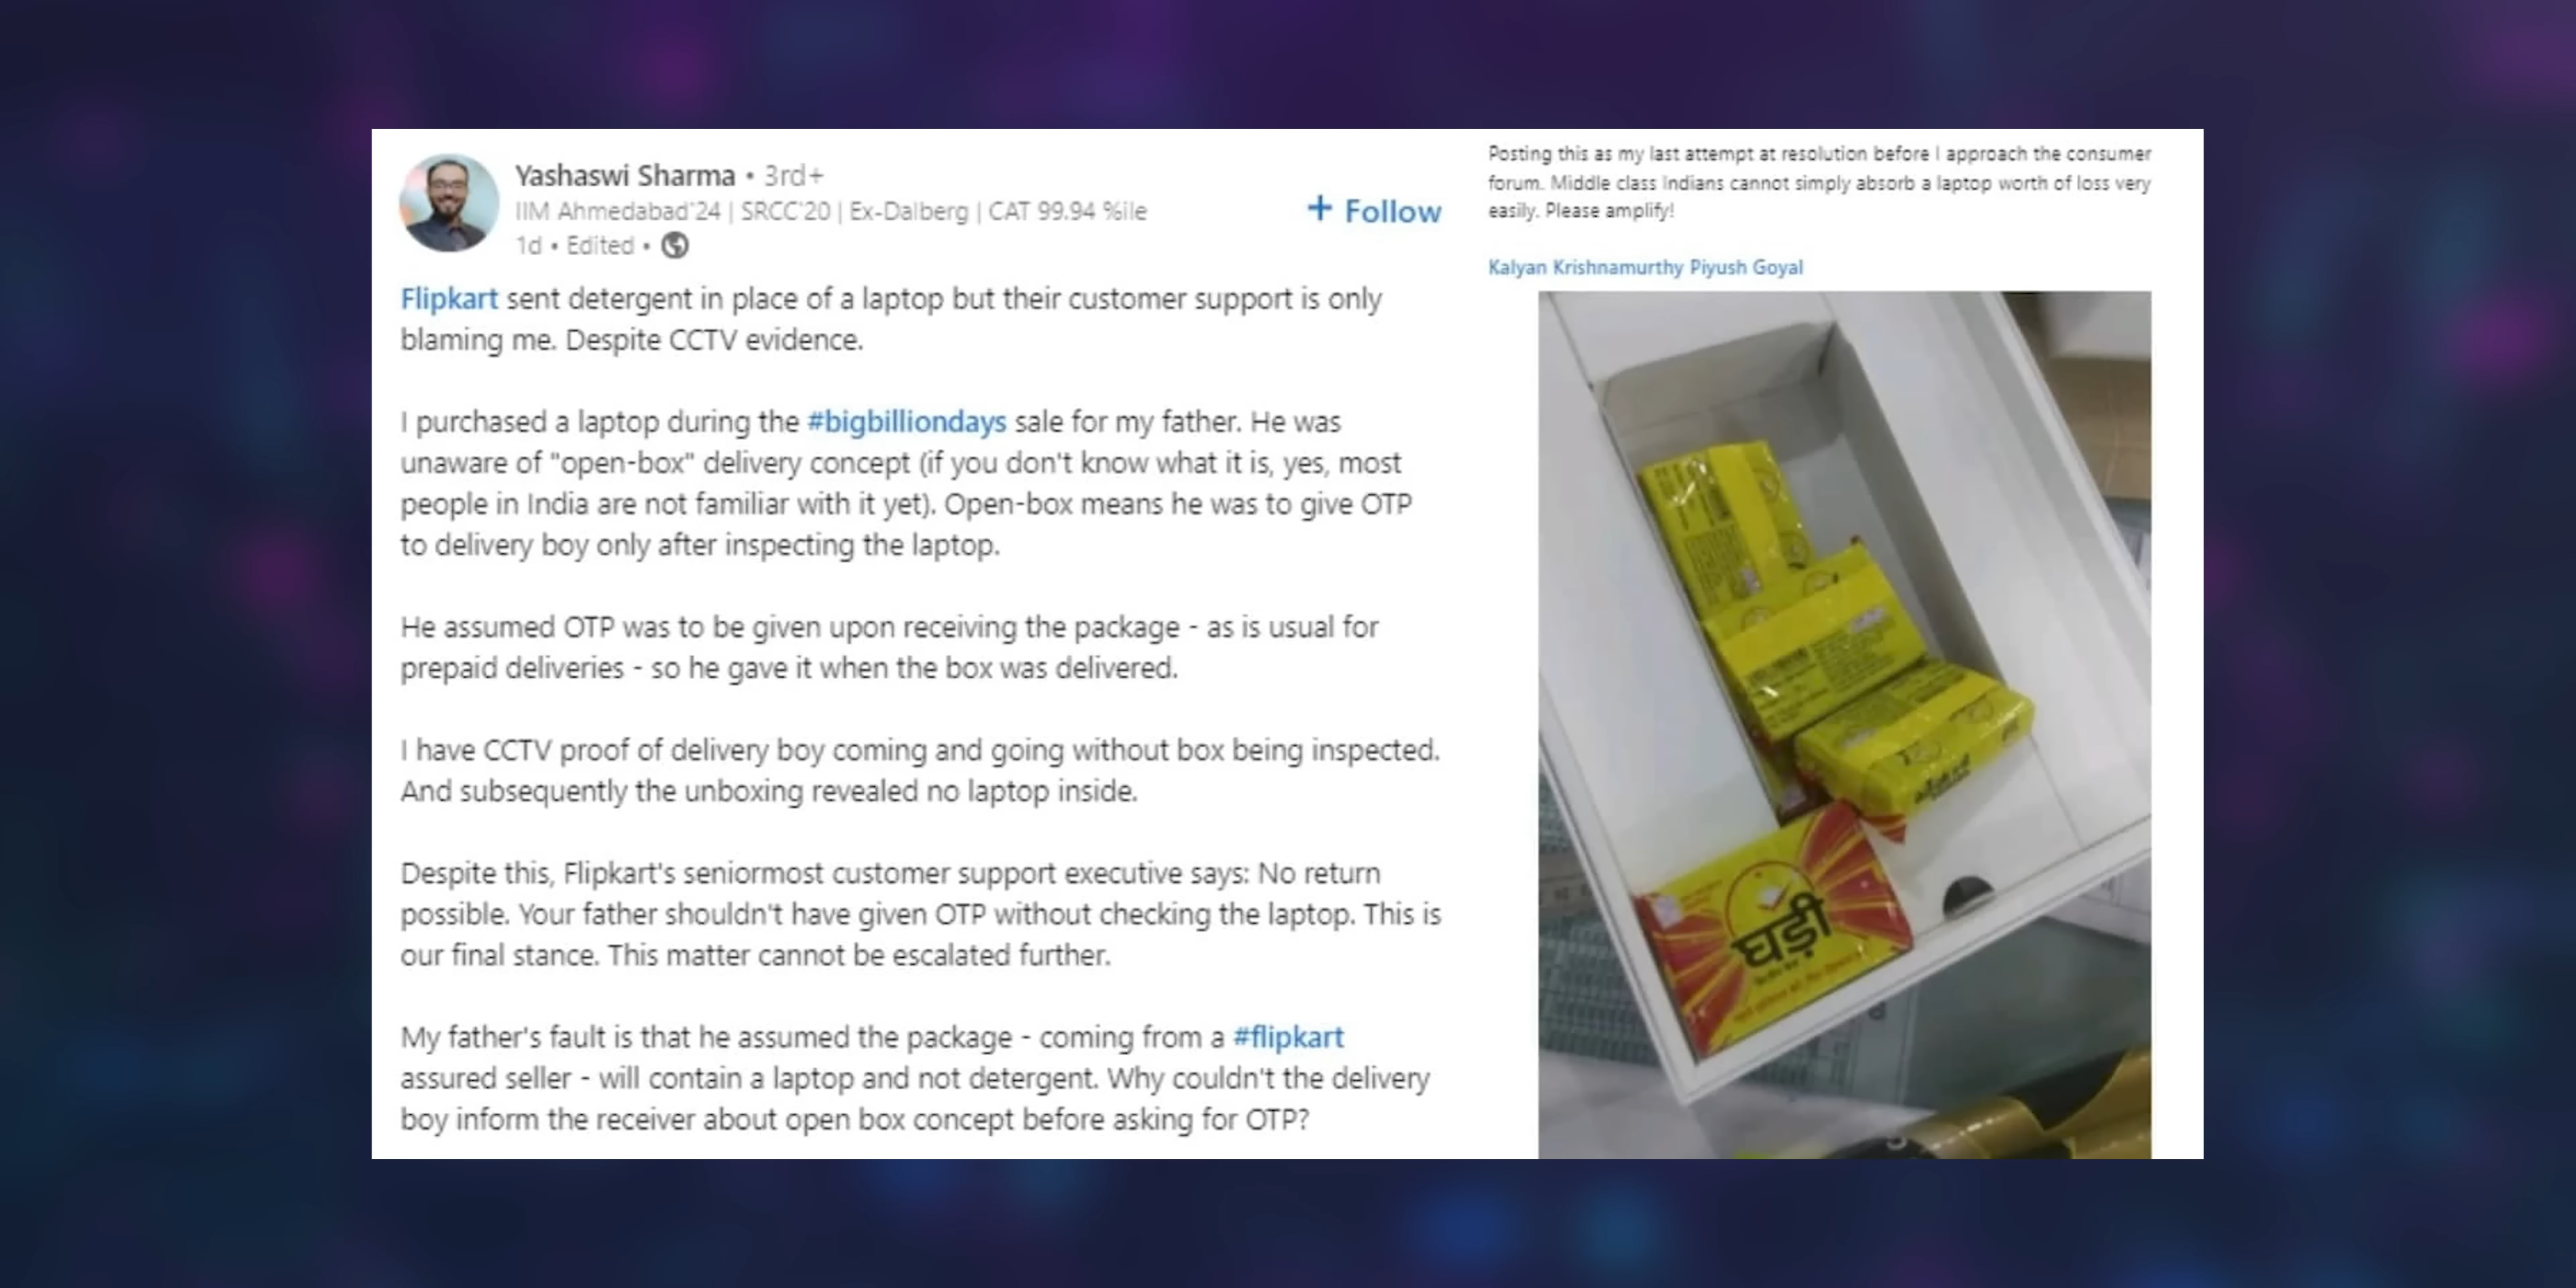 Yashaswi Sharma • 3rd+
IIM Ahmedabad'24 | SRCC'20 | Ex-Dalberg | CAT 99.94 %ile
1d • Edited •
+ Follow
Flipkart sent detergent in place of a laptop but their customer support is only
blaming me. Despite CCTV evidence.
I purchased a laptop during the #bigbilliondays sale for my father. He was
unaware of "open-box" delivery concept (if you don't know what it is, yes, most
people in India are not familiar with it yet). Open-box means he was to give OTP
to delivery boy only after inspecting the laptop.
He assumed OTP was to be given upon receiving the package - as is usual for
prepaid deliveries - so he gave it when the box was delivered.
I have CCTV proof of delivery boy coming and going without box being inspected.
And subsequently the unboxing revealed no laptop inside.
Despite this, Flipkart's seniormost customer support executive says: No return
possible. Your father shouldn't have given OTP without checking the laptop. This is
our final stance. This matter cannot be escalated further.
My father's fault is that he assumed the package - coming from a #flipkart
assured seller - will contain a laptop and not detergent. Why couldn't the delivery
boy inform the receiver about open box concept before asking for OTP?
Posting this as my last attempt at resolution before I approach the consumer
forum. Middle class Indians cannot simply absorb a laptop worth of loss very
easily. Please amplify!
Kalyan Krishnamurthy Piyush Goyal
घड़ी